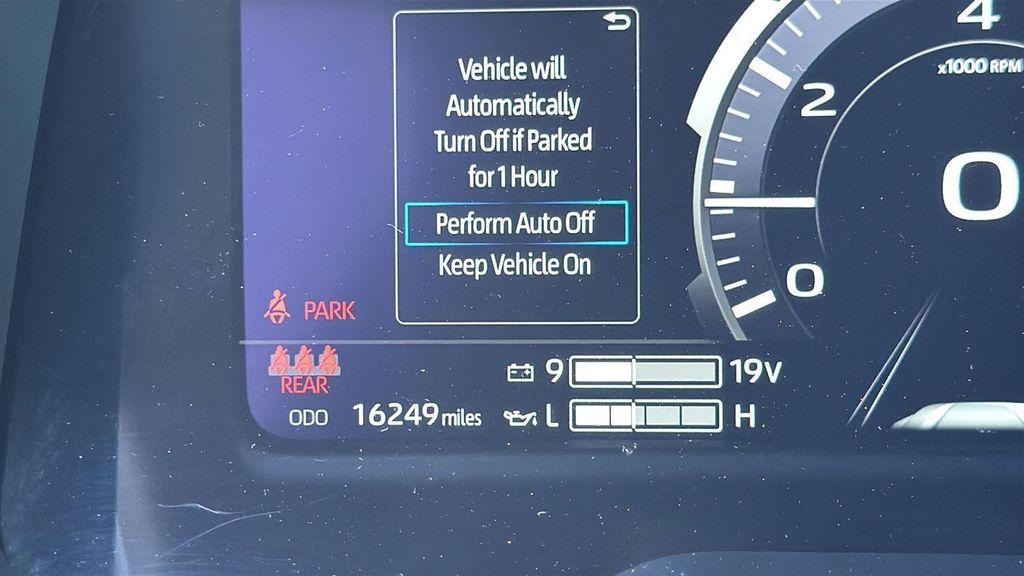 Vehicle will
Automatically
Turn Off if Parked
for 1 Hour
Perform Auto Off
Keep Vehicle On
4
x1000 RPM
2
0
0
PARK
REAR
ODO 16249 miles
9 19V
L H